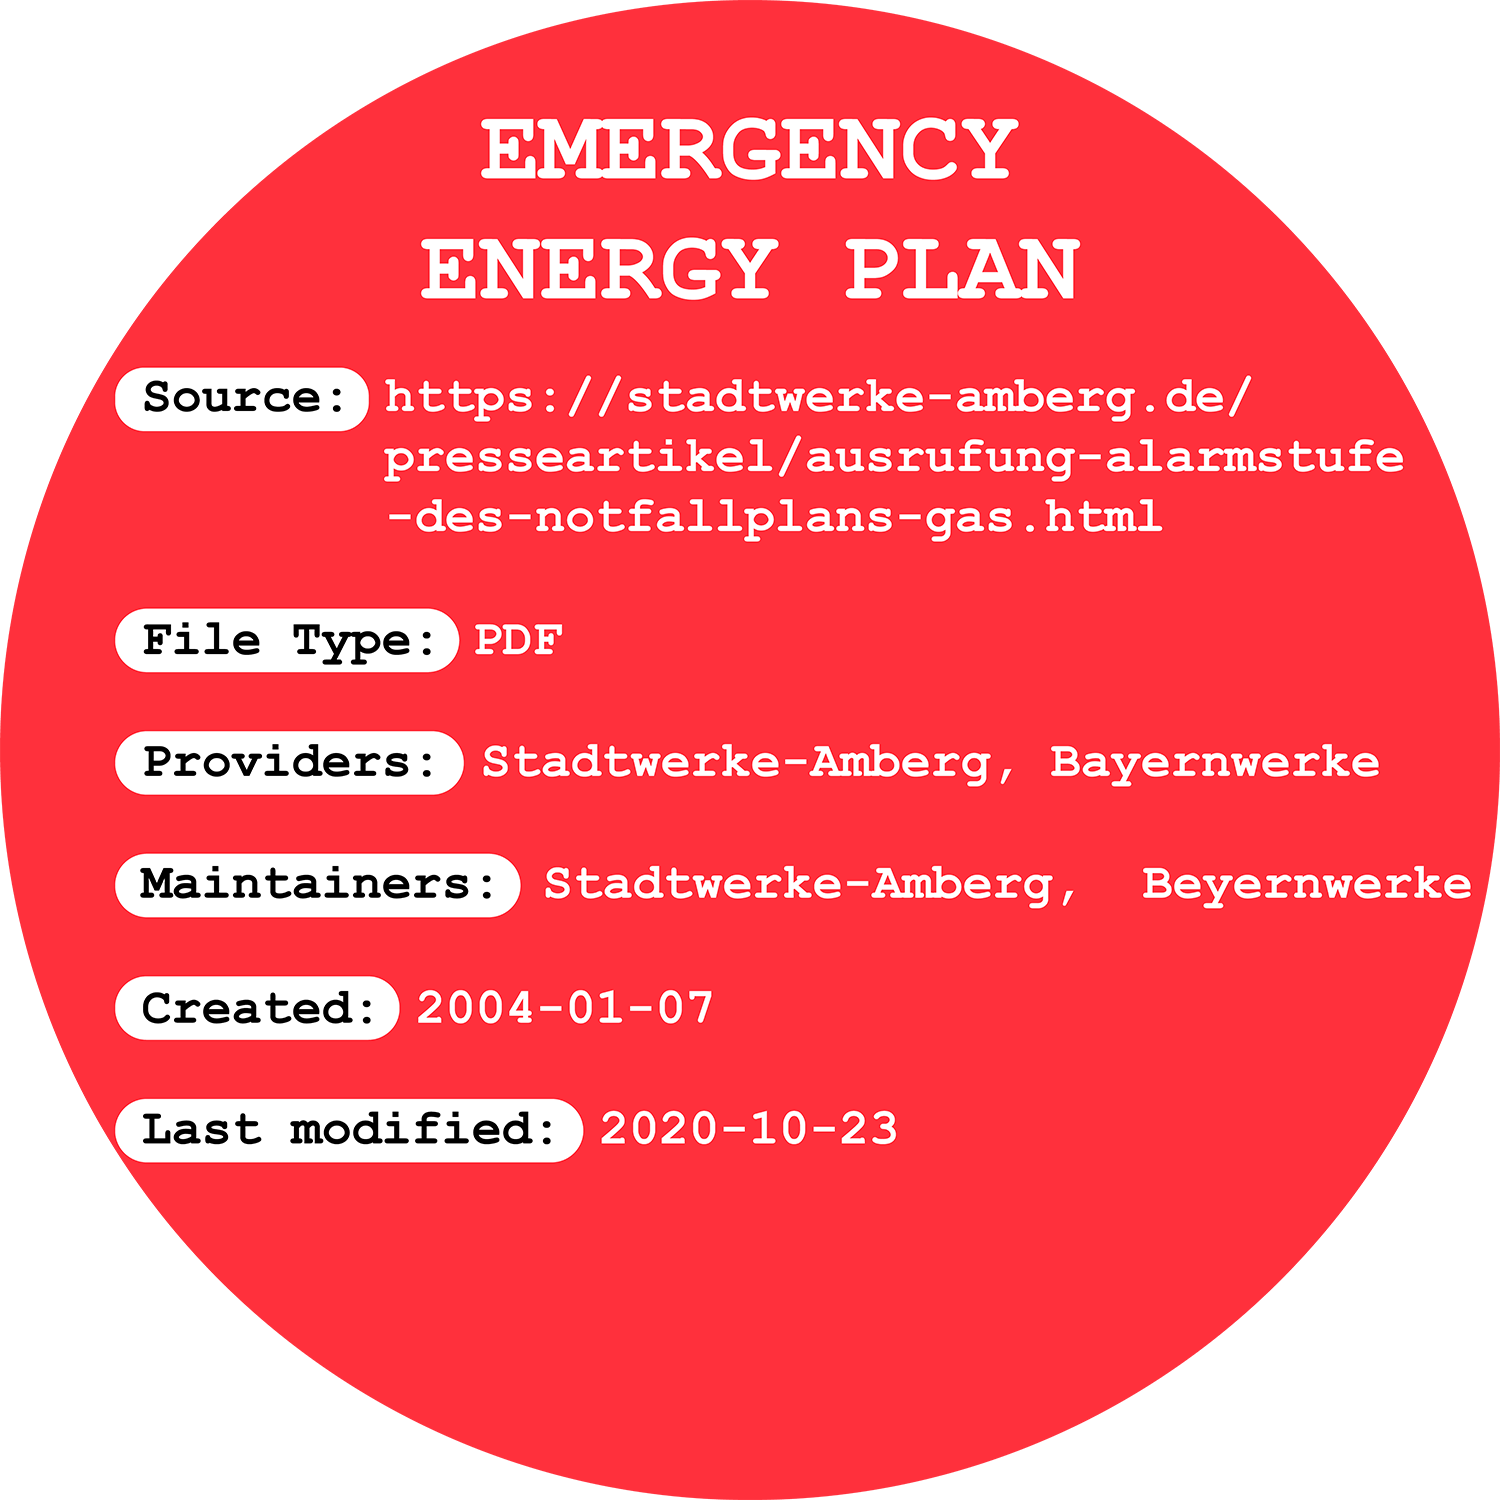 EMERGENCY
ENERGY PLAN
Source: https://stadtwerke-amberg.de/
presseartikel/ausrufung-alarmstufe
-des-notfallplans-gas.html
File Type: PDF
Providers: Stadtwerke-Amberg, Bayernwerke
Maintainers: Stadtwerke-Amberg, Beyernwerke
Created: 2004-01-07
Last modified: 2020-10-23